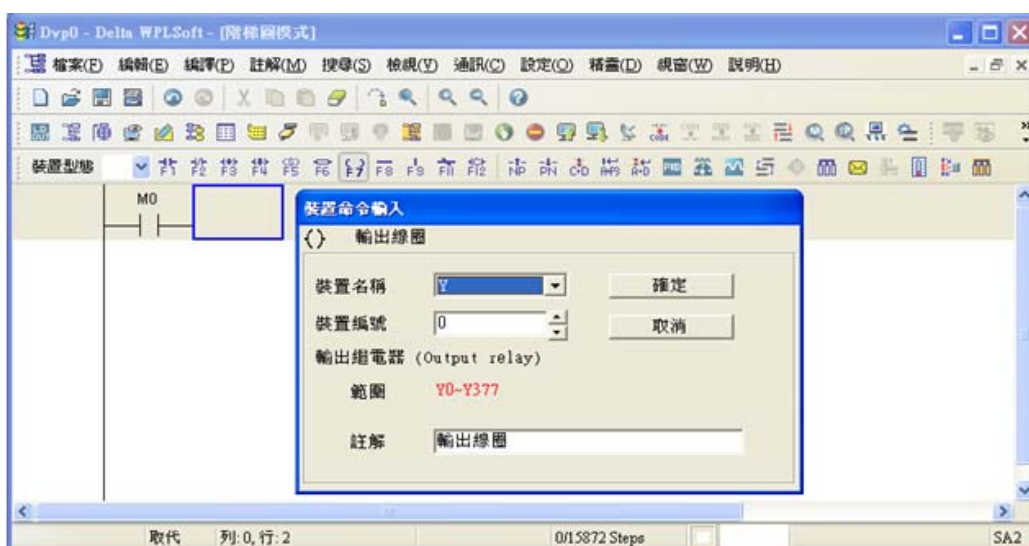 Dvp0 - Delta WPLSoft - [階梯圖模式]
檔案(F) 編輯(E) 編譯(P) 註解(M) 搜尋(S) 檢視(V) 通訊(C) 設定(O) 精靈(D) 視窗(W) 說明(H)
裝置型態
M0
裝置命令輸入
輸出線圈
裝置名稱 Y 確定
裝置編號 0 取消
輸出繼電器 (Output relay)
範圍 Y0~Y377
註解 輸出線圈
取代 列: 0, 行: 2 0/15872 Steps SA2